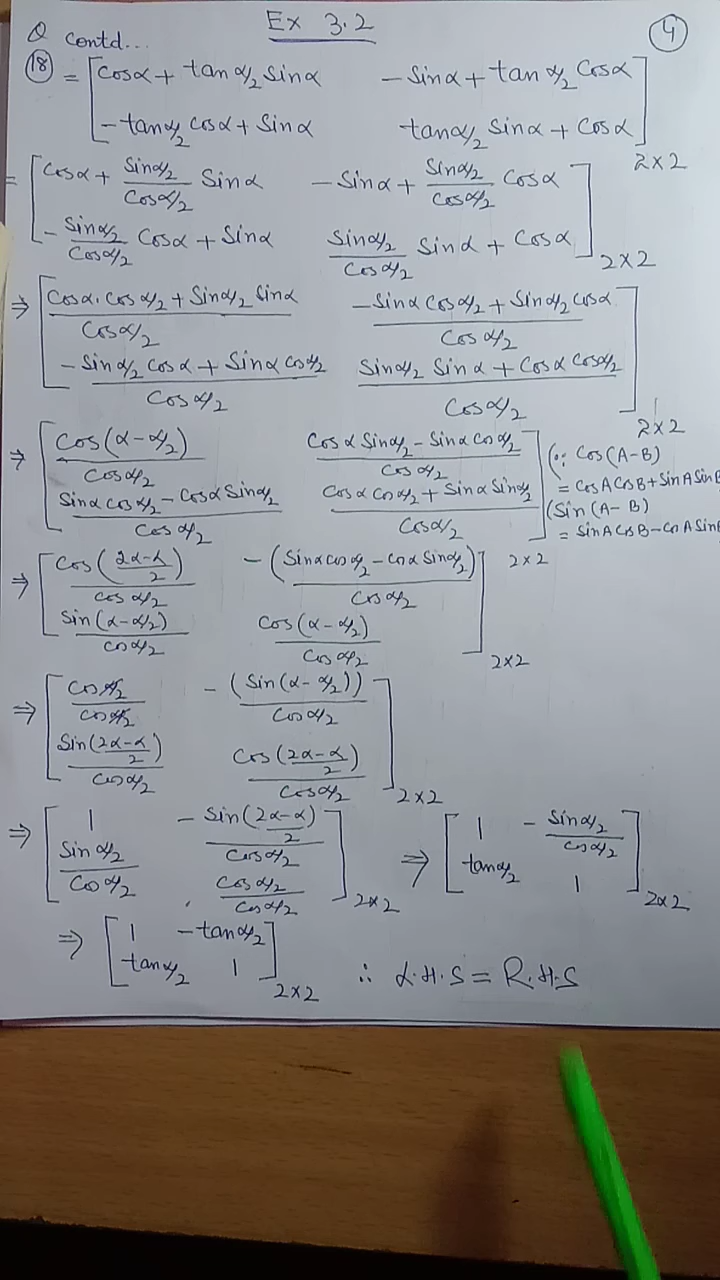 Ex 3.2
4
Q contd...
18 = [cosα + tan α/2 sinα    - sinα + tan α/2 cosα
- tan α/2 cosα + sinα    tan α/2 sinα + cosα] 2×2
= [cosα + (sin α/2)/(cos α/2) sinα    - sinα + (sin α/2)/(cos α/2) cosα
- (sin α/2)/(cos α/2) cosα + sinα    (sin α/2)/(cos α/2) sinα + cosα] 2×2
⇒ [(cosα. cos α/2 + sin α/2 sinα)/(cos α/2)    (- sinα cos α/2 + sin α/2 cosα)/(cos α/2)
(- sin α/2 cosα + sinα cos α/2)/(cos α/2)    (sin α/2 sinα + cosα cos α/2)/(cos α/2)] 2×2
⇒ [cos(α - α/2)/(cos α/2)    (cosα sin α/2 - sinα cos α/2)/(cos α/2)
(sinα cos α/2 - cosα sin α/2)/(cos α/2)    (cosα cos α/2 + sinα sin α/2)/(cos α/2)] 2×2
(∵ cos(A-B)
= cosA cosB + sinA sinB
(sin(A-B)
= sinA cosB - cosA sinB
⇒ [cos((2α-α)/2)/(cos α/2)    - (sinα cos α/2 - cosα sin α/2)/(cos α/2)
sin(α - α/2)/(cos α/2)    cos(α - α/2)/(cos α/2)] 2×2
⇒ [(cos α/2)/(cos α/2)    - (sin(α - α/2))/(cos α/2)
sin((2α-α)/2)/(cos α/2)    cos((2α-α)/2)/(cos α/2)] 2×2
⇒ [1    - sin((2α-α)/2)/(cos α/2)
(sin α/2)/(cos α/2)    (cos α/2)/(cos α/2)] 2×2
⇒ [1    - (sin α/2)/(cos α/2)
tan α/2    1] 2×2
⇒ [1    - tan α/2
tan α/2    1] 2×2
∴ L.H.S = R.H.S